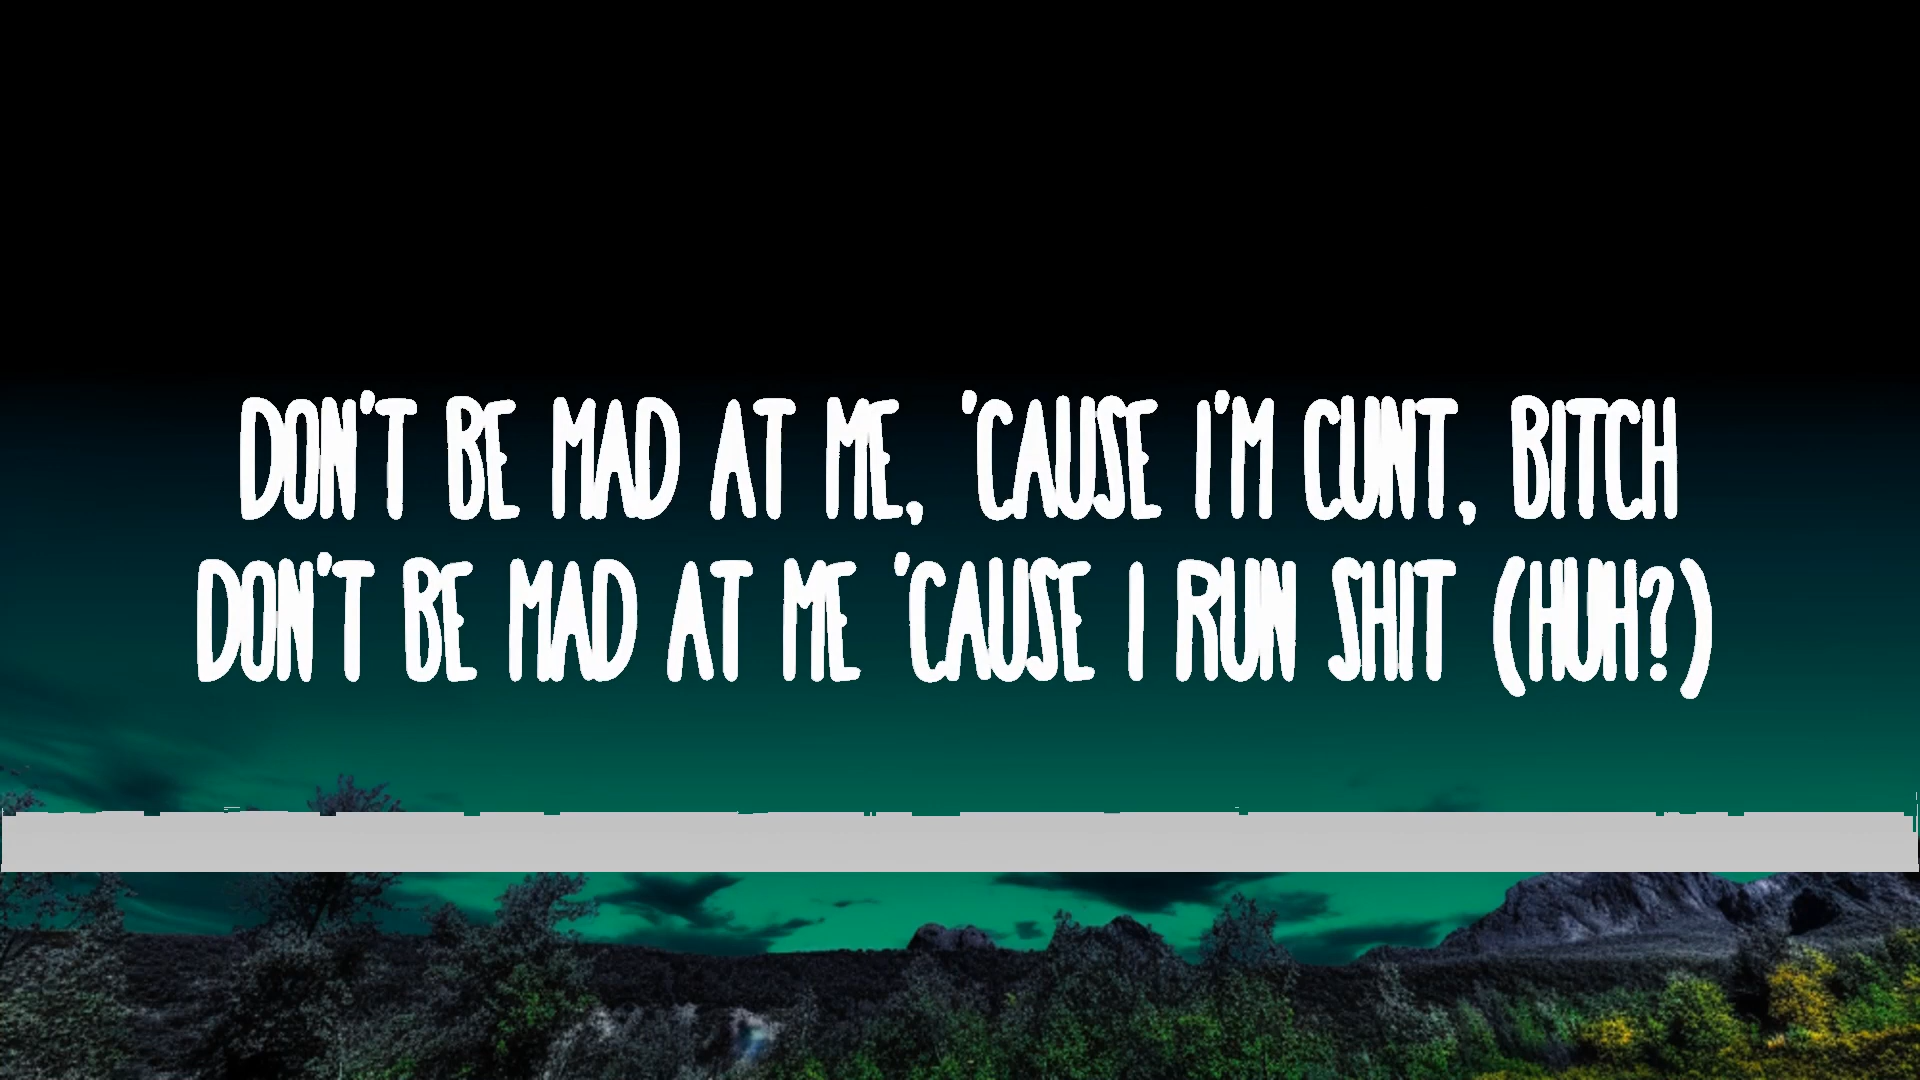 DON'T BE MAD AT ME, 'CAUSE I'M CUNT, BITCH
DON'T BE MAD AT ME 'CAUSE I RUN SHIT (HUH?)